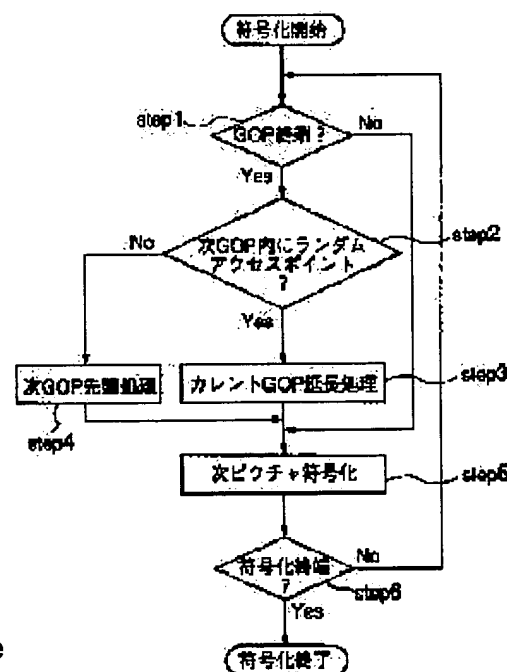 符号化開始
step1
GOP終端？
No
Yes
次GOP内にランダム
アクセスポイント
？
step2
No
Yes
次GOP先頭処理
カレントGOP延長処理
step3
step4
次ピクチャ符号化
step5
符号化終端
？
No
step6
Yes
符号化終了
e